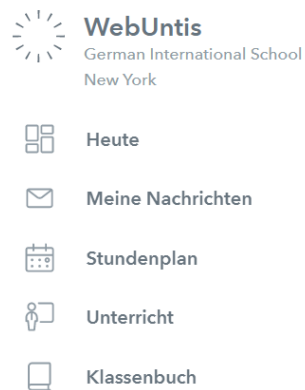 WebUntis
German International School
New York
Heute
Meine Nachrichten
Stundenplan
Unterricht
Klassenbuch